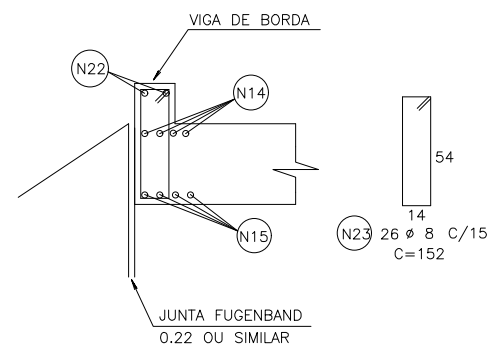 VIGA DE BORDA
N22
N14
54
14
N23 26 ø 8 C/15
C=152
N15
JUNTA FUGENBAND
0.22 OU SIMILAR